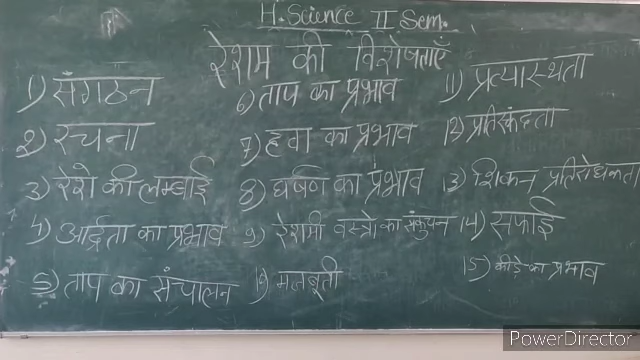 H. Science II Sem.
रेशम की विशेषताएँ
1) संगठन
2) रचना
3) रेशे की लम्बाई
4) आर्द्रता का प्रभाव
5) ताप का संचालन
6) ताप का प्रभाव
7) हवा का प्रभाव
8) घर्षण का प्रभाव
9) रेशमी वस्त्रों का संकुचन
10) मजबूती
11) प्रत्यास्थता
12) प्रतिस्कंदता
13) शिकन प्रतिरोधकता
14) सफाई
15) कीड़े का प्रभाव
PowerDirector